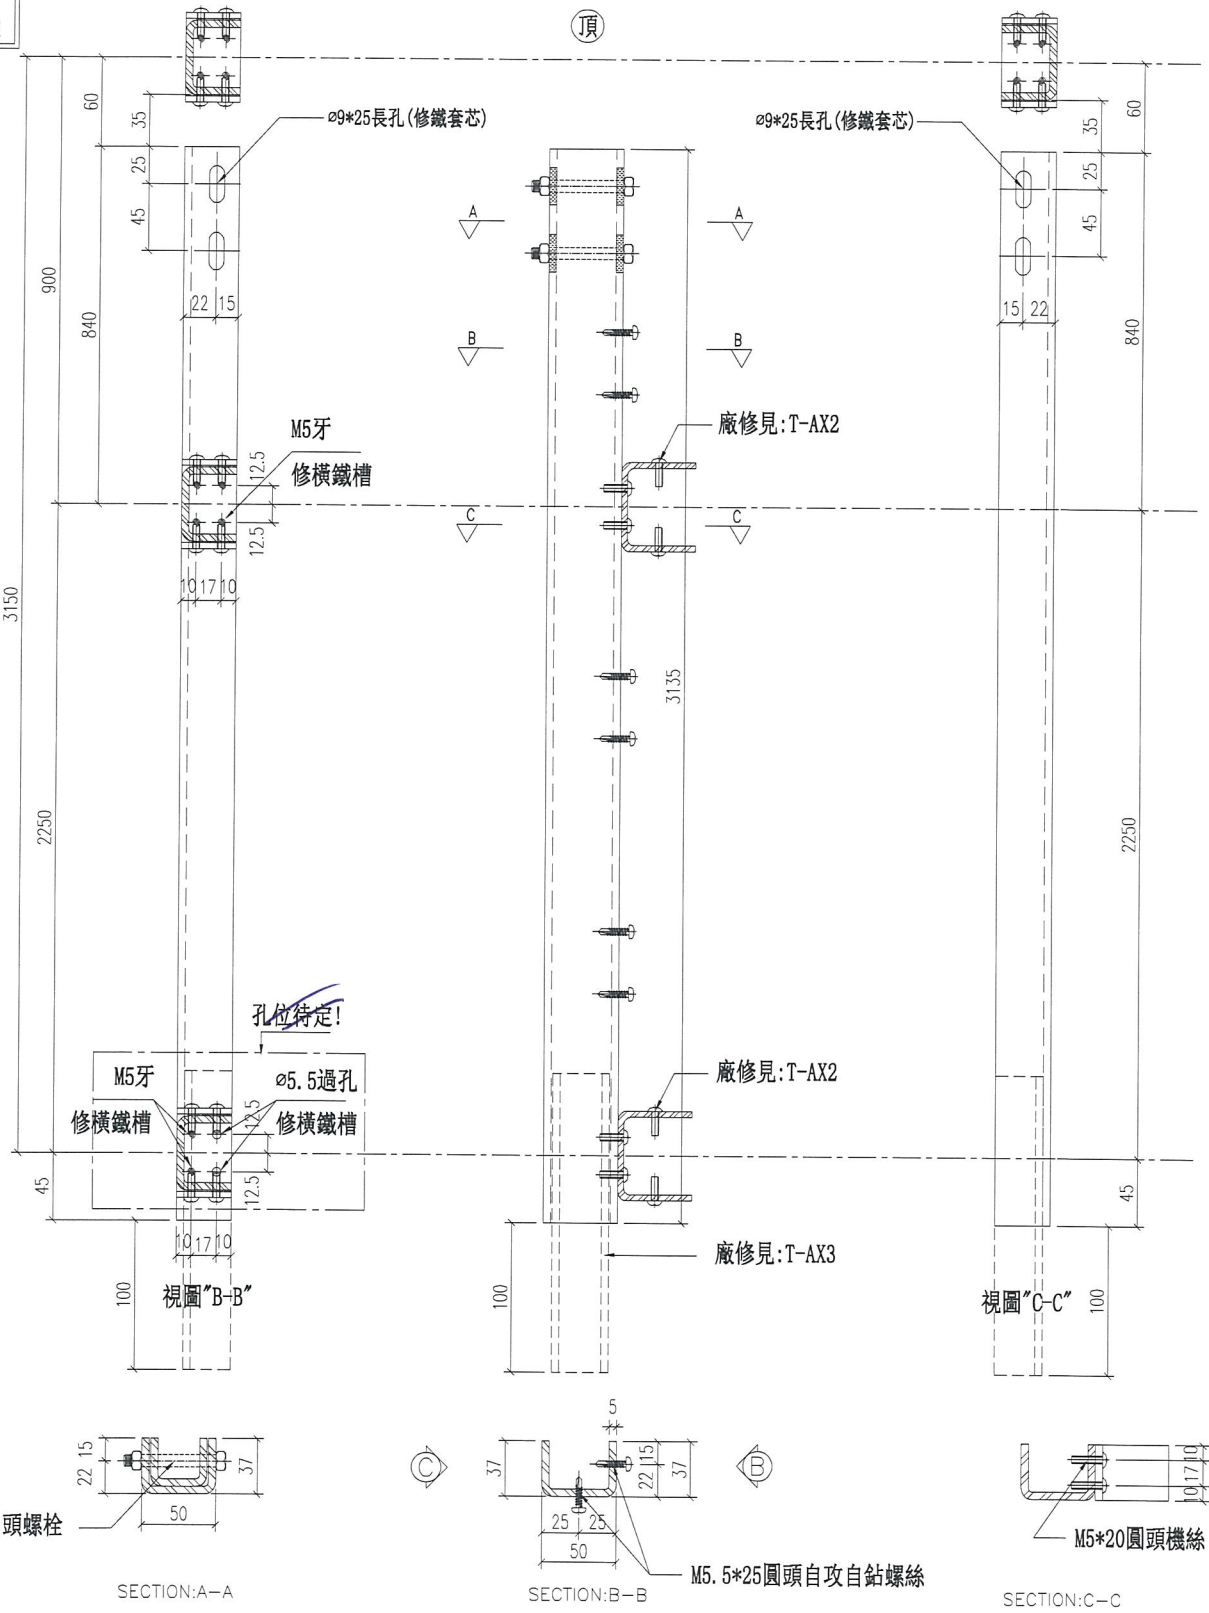 頂
ø9*25長孔(修鐵套芯)
ø9*25長孔(修鐵套芯)
60
35
25
45
900
840
22
15
A
A
B
B
C
C
60
35
25
45
15
22
840
M5牙
修橫鐵槽
12.5
12.5
10
17
10
廠修見:T-AX2
3150
2250
3135
2250
孔位待定!
M5牙
修橫鐵槽
ø5.5過孔
修橫鐵槽
12.5
12.5
10
17
10
45
100
視圖"B-B"
廠修見:T-AX2
廠修見:T-AX3
100
45
100
視圖"C-C"
15
22
37
50
頭螺栓
SECTION:A-A
C
37
5
15
22
37
25
25
50
B
M5.5*25圓頭自攻自鉆螺絲
SECTION:B-B
10
17
10
M5*20圓頭機絲
SECTION:C-C